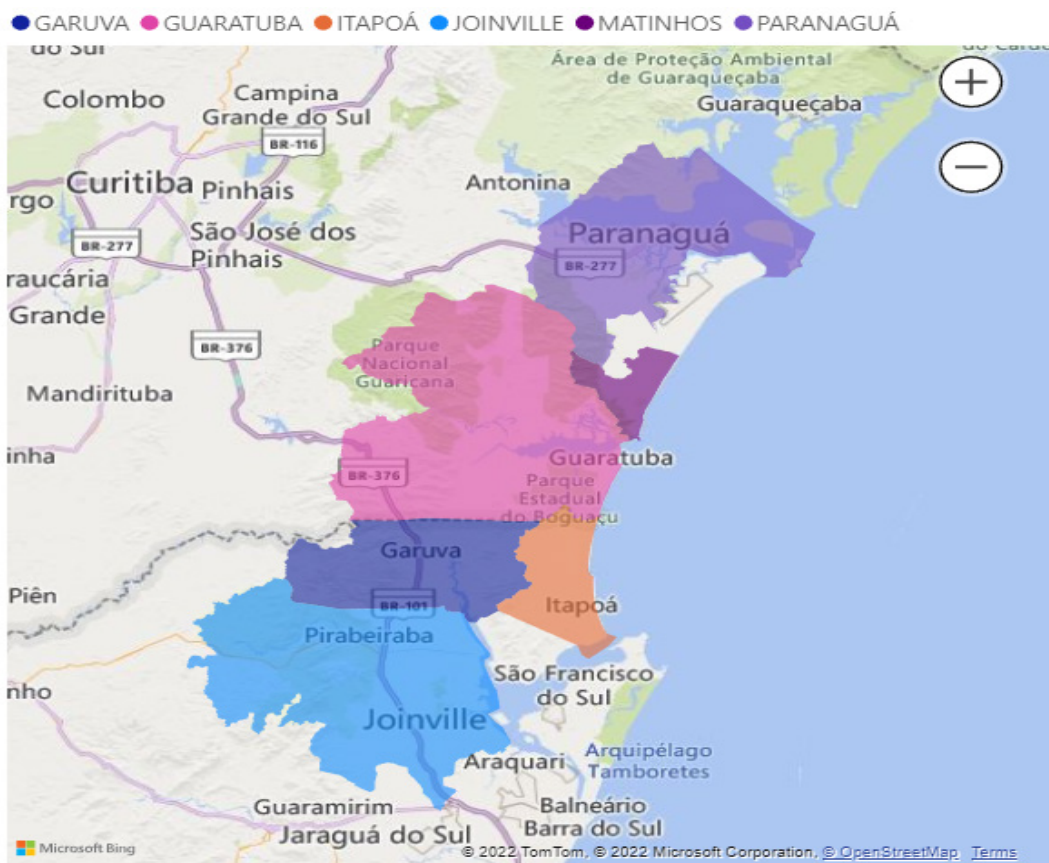 GARUVA GUARATUBA ITAPOÁ JOINVILLE MATINHOS PARANAGUÁ
do Sul
Área de Proteção Ambiental
de Guaraqueçaba
Colombo
Campina
Grande do Sul
Guaraqueçaba
BR-116
Curitiba
Pinhais
Antonina
rgo
São José dos
Pinhais
Paranaguá
BR-277
BR-277
raucária
Grande
BR-376
Parque
Nacional
Guaricana
Mandirituba
inha
Guaratuba
BR-376
Parque
Estadual
do Boguaçu
Garuva
Piên
BR-101
Itapoá
Pirabeiraba
São Francisco
do Sul
nho
Joinville
Araquari
Arquipélago
Tamboretes
Guaramirim
Balneário
Barra do Sul
Jaraguá do Sul
Microsoft Bing
© 2022 TomTom, © 2022 Microsoft Corporation, © OpenStreetMap Terms